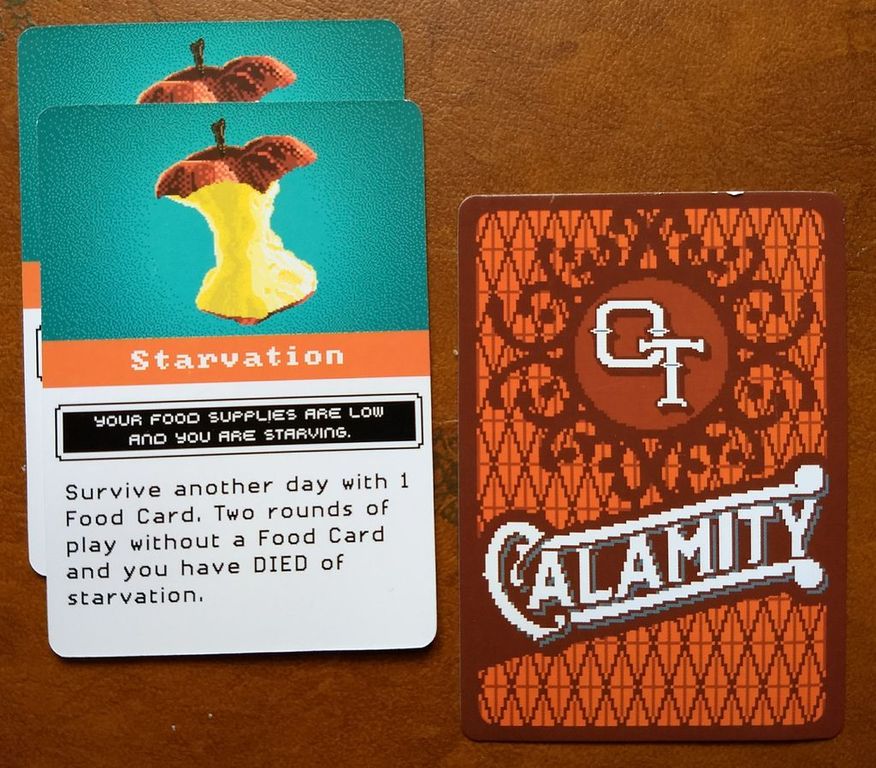 Starvation
YOUR FOOD SUPPLIES ARE LOW
AND YOU ARE STARVING.
Survive another day with 1
Food Card. Two rounds of
play without a Food Card
and you have DIED of
starvation.
OT
CALAMITY